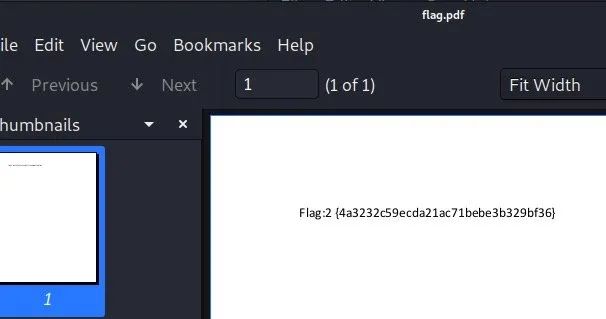 flag.pdf
ile Edit View Go Bookmarks Help
Previous Next 1 (1 of 1) Fit Width
humbnails
Flag:2 {4a3232c59ecda21ac71bebe3b329bf36}
1